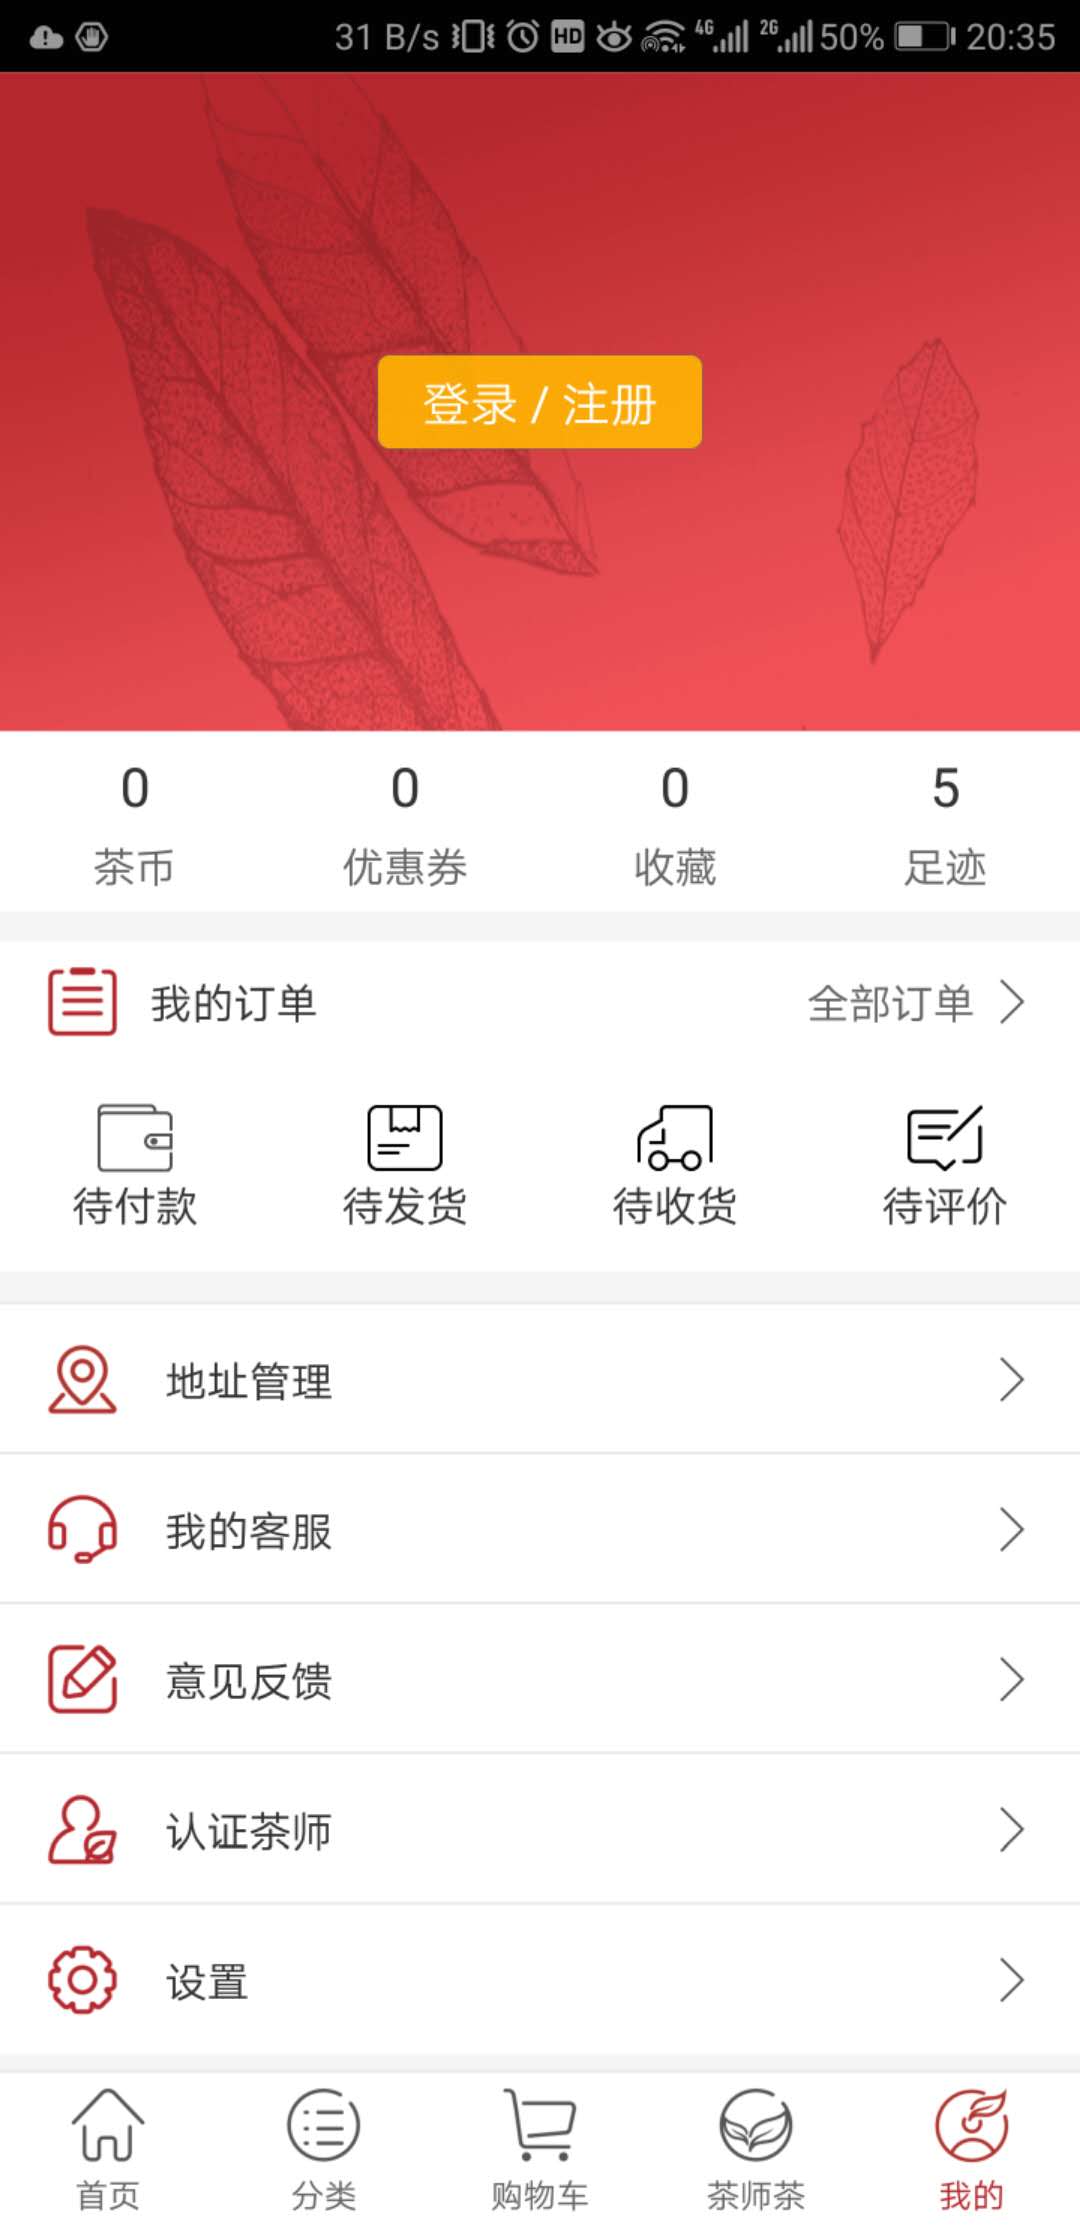 31 B/s HD 4G 2G 50% 20:35
登录 / 注册
0 0 0 5
茶币 优惠券 收藏 足迹
我的订单 全部订单
待付款 待发货 待收货 待评价
地址管理
我的客服
意见反馈
认证茶师
设置
首页 分类 购物车 茶师茶 我的